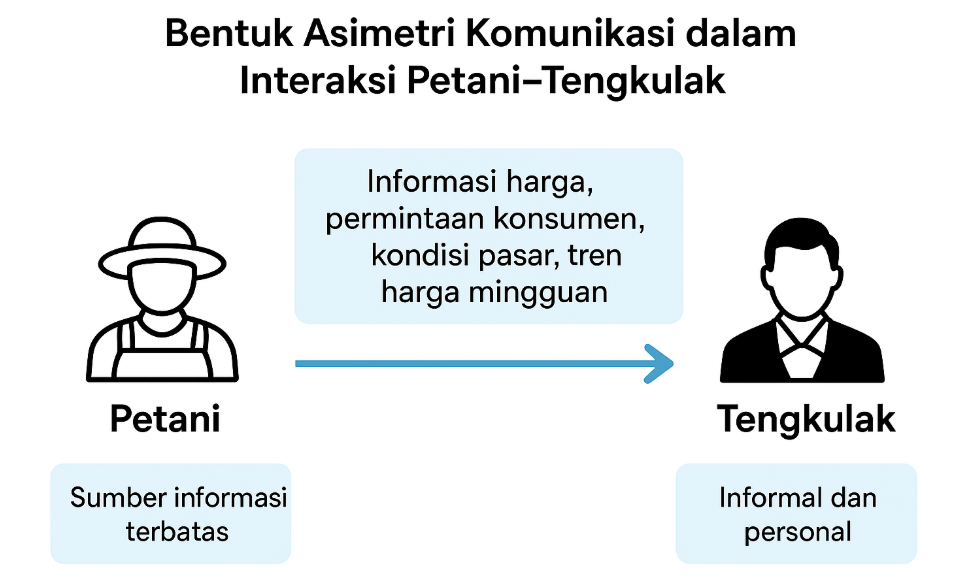 Bentuk Asimetri Komunikasi dalam
Interaksi Petani–Tengkulak
Informasi harga,
permintaan konsumen,
kondisi pasar, tren
harga mingguan
Petani
Tengkulak
Sumber informasi
terbatas
Informal dan
personal